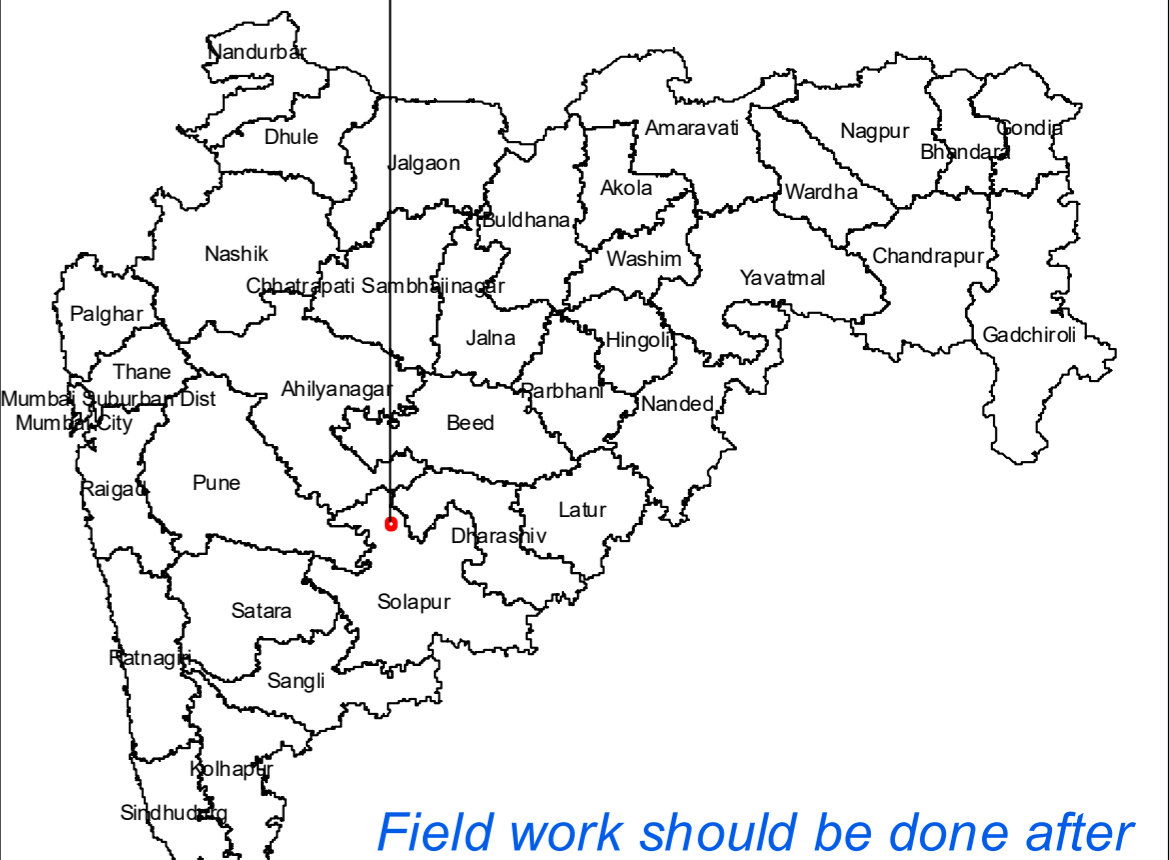 Nandurbar
Dhule
Jalgaon
Amaravati
Nagpur
Gondia
Bhandara
Akola
Wardha
Buldhana
Nashik
Washim
Chandrapur
Chhatrapati Sambhajinagar
Yavatmal
Palghar
Jalna
Hingoli
Gadchiroli
Thane
Ahilyanagar
Parbhani
Mumbai Suburban Dist
Nanded
Mumbai City
Beed
Raigad
Pune
Latur
Dharashiv
Satara
Solapur
Ratnagiri
Sangli
Kolhapur
Sindhudurg
Field work should be done after